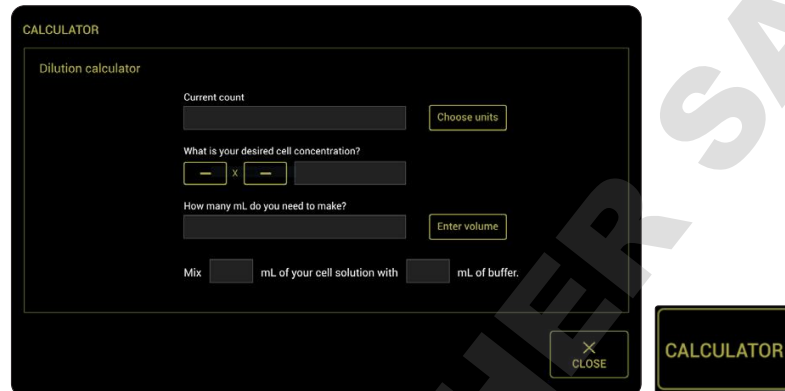 CALCULATOR
Dilution calculator
Current count
Choose units
What is your desired cell concentration?
— x —
How many mL do you need to make?
Enter volume
Mix mL of your cell solution with mL of buffer.
X
CLOSE
CALCULATOR